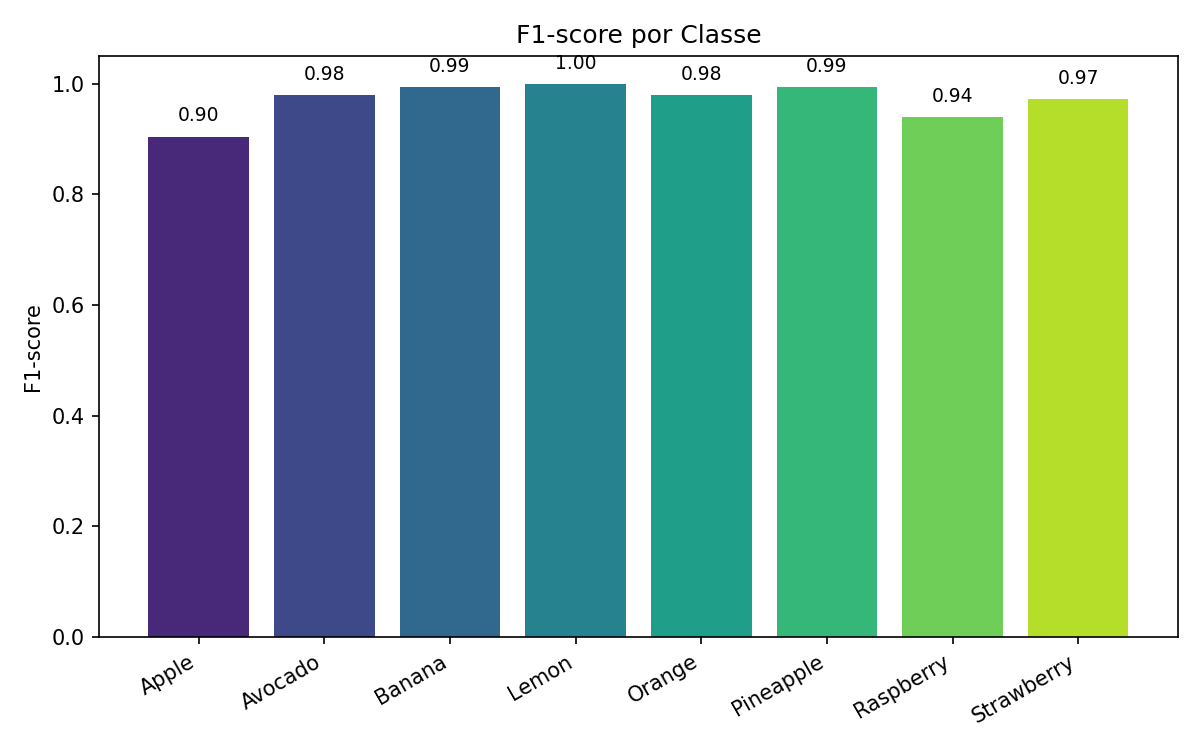 F1-score por Classe
F1-score
1.0
0.8
0.6
0.4
0.2
0.0
0.90
0.98
0.99
1.00
0.98
0.99
0.94
0.97
Apple
Avocado
Banana
Lemon
Orange
Pineapple
Raspberry
Strawberry